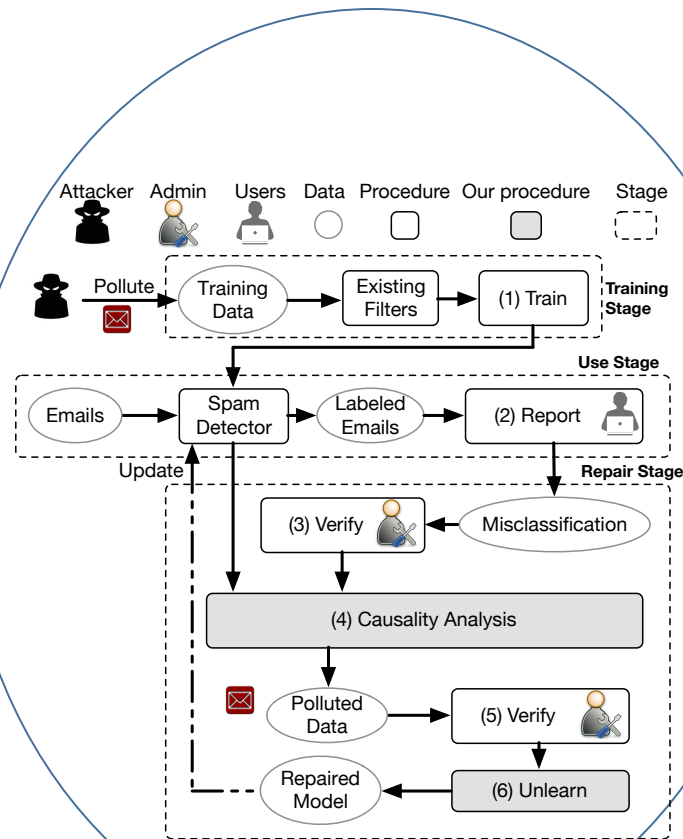 Attacker Admin Users Data Procedure Our procedure Stage
Pollute
Training
Data
Existing
Filters
(1) Train
Training
Stage
Use Stage
Emails
Spam
Detector
Labeled
Emails
(2) Report
Update
Repair Stage
(3) Verify
Misclassification
(4) Causality Analysis
Polluted
Data
(5) Verify
Repaired
Model
(6) Unlearn